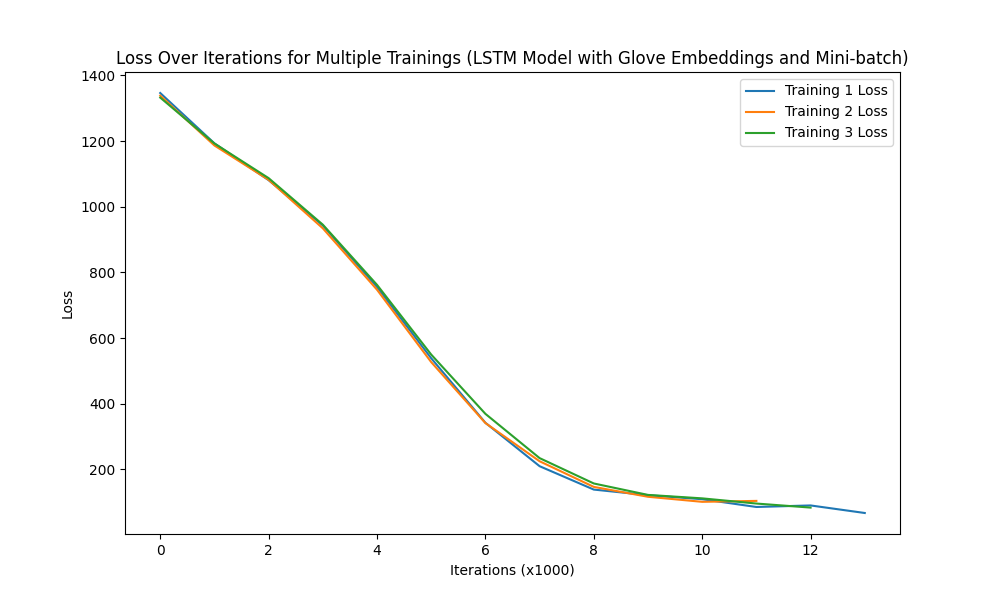 Loss Over Iterations for Multiple Trainings (LSTM Model with Glove Embeddings and Mini-batch)
1400
1200
1000
800
600
400
200
Loss
Training 1 Loss
Training 2 Loss
Training 3 Loss
0 2 4 6 8 10 12
Iterations (x1000)